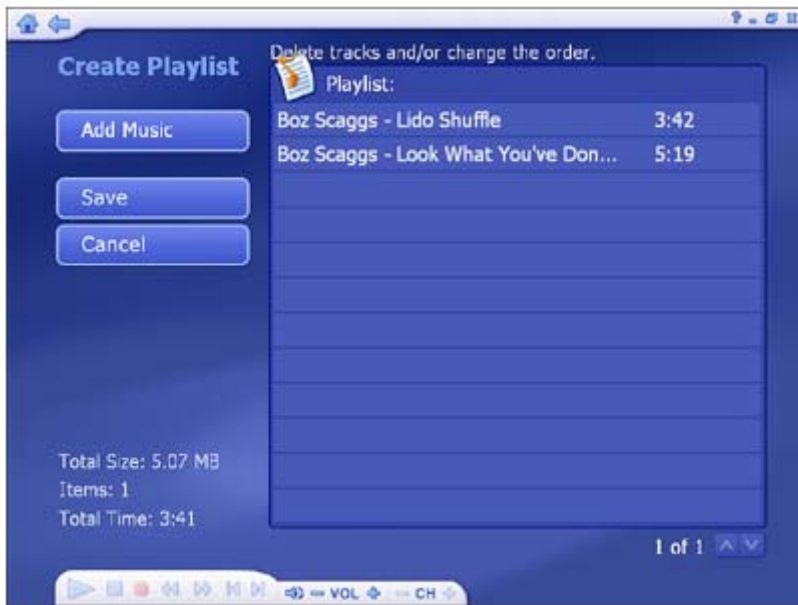 Create Playlist
Delete tracks and/or change the order.
Playlist:
Add Music
Save
Cancel
Boz Scaggs - Lido Shuffle 3:42
Boz Scaggs - Look What You've Don... 5:19
Total Size: 5.07 MB
Items: 1
Total Time: 3:41
1 of 1
VOL CH